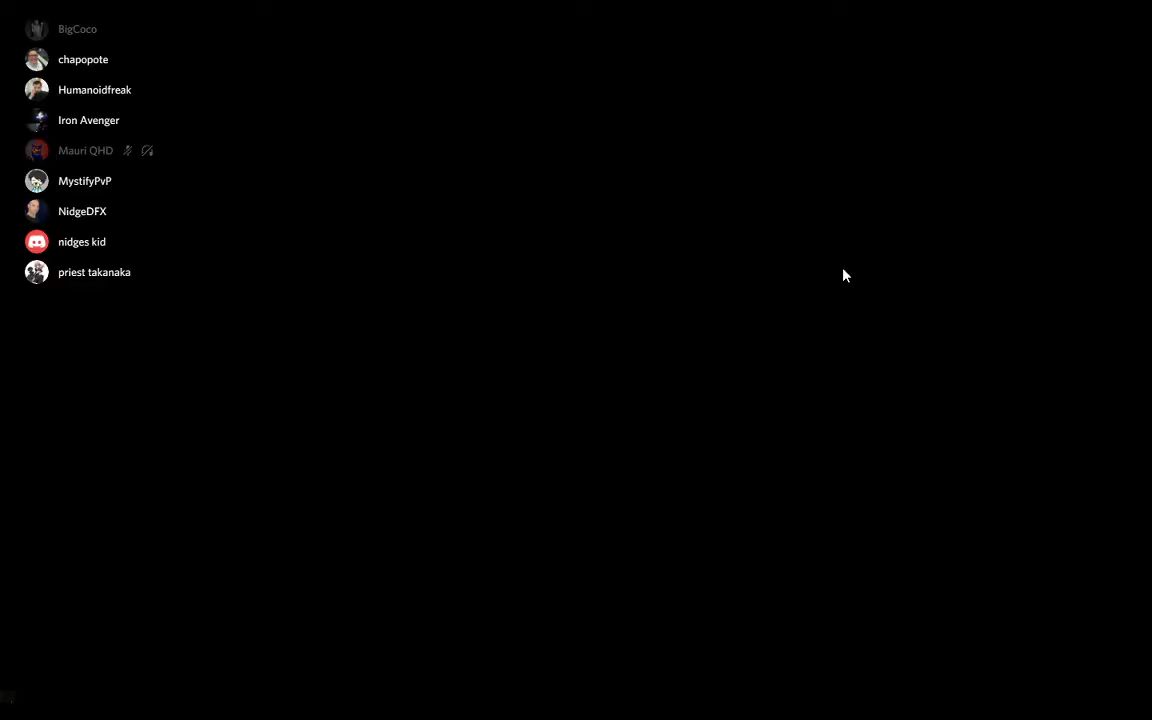 BigCoco
chapopote
Humanoidfreak
Iron Avenger
Mauri QHD
MystifyPvP
NidgeDFX
nidges kid
priest takanaka